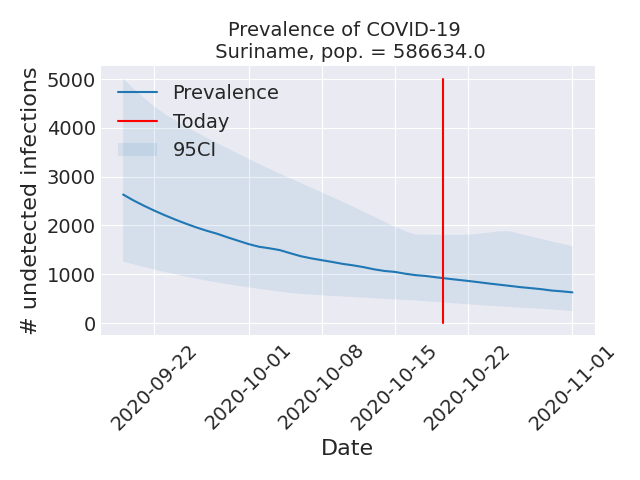 Prevalence of COVID-19
Suriname, pop. = 586634.0
# undetected infections
5000
4000
3000
2000
1000
0
Prevalence
Today
95CI
2020-09-22
2020-10-01
2020-10-08
2020-10-15
2020-10-22
2020-11-01
Date